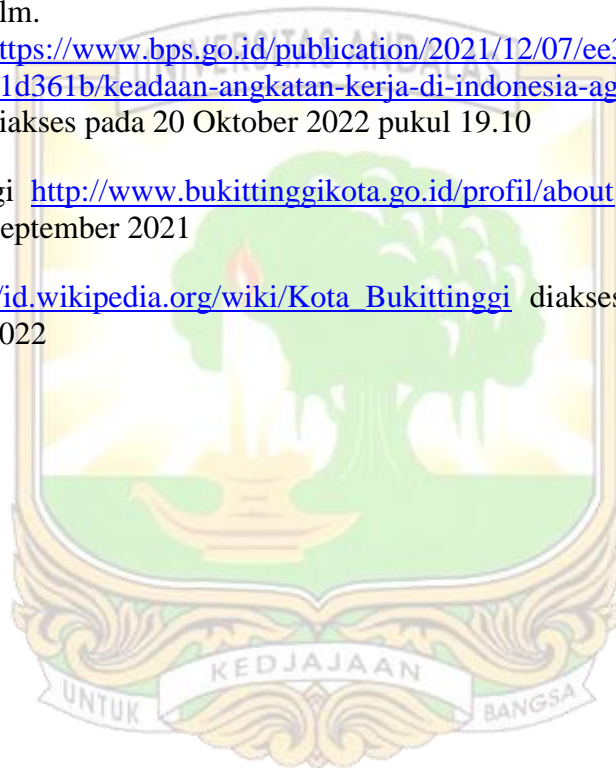 lm.
ttps://www.bps.go.id/publication/2021/12/07/ee3
1d361b/keadaan-angkatan-kerja-di-indonesia-ag
iakses pada 20 Oktober 2022 pukul 19.10
gi http://www.bukittinggikota.go.id/profil/about
eptember 2021
/id.wikipedia.org/wiki/Kota_Bukittinggi diakses
022
UNIVERSITAS ANDALAS
UNTUK KEDJAJAAN BANGSA